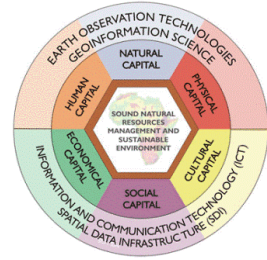 EARTH OBSERVATION TECHNOLOGIES
GEOINFORMATION SCIENCE
NATURAL
CAPITAL
HUMAN
CAPITAL
PHYSICAL
CAPITAL
SOUND NATURAL
RESOURCES
MANAGEMENT AND
SUSTAINABLE
ENVIRONMENT
ECONOMICAL
CAPITAL
CULTURAL
CAPITAL
SOCIAL
CAPITAL
INFORMATION AND COMMUNICATION TECHNOLOGY (ICT)
SPATIAL DATA INFRASTRUCTURE (SDI)